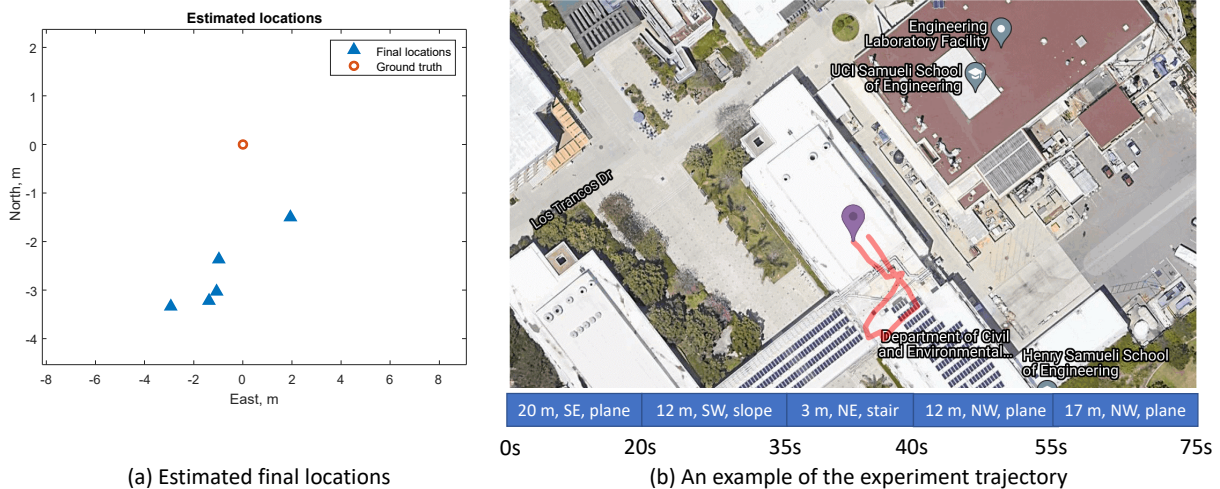 Estimated locations
Final locations
Ground truth
2
1
0
-1
-2
-3
-4
North, m
-8
-6
-4
-2
0
2
4
6
8
East, m
(a) Estimated final locations
Engineering
Laboratory Facility
UCI Samueli School
of Engineering
Los Trancos Dr
Department of Civil
and Environmental...
Henry Samueli School
of Engineering
20 m, SE, plane
12 m, SW, slope
3 m, NE, stair
12 m, NW, plane
17 m, NW, plane
0s
20s
35s
40s
55s
75s
(b) An example of the experiment trajectory